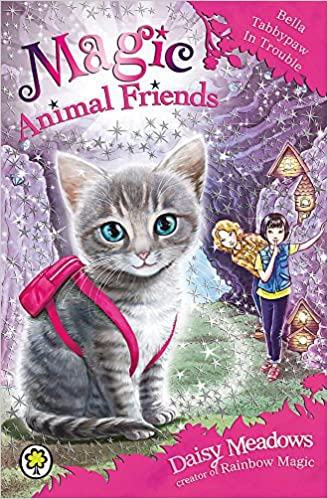 Bella
Tabbypaw
In Trouble
Magic
Animal Friends
Daisy Meadows
creator of Rainbow Magic